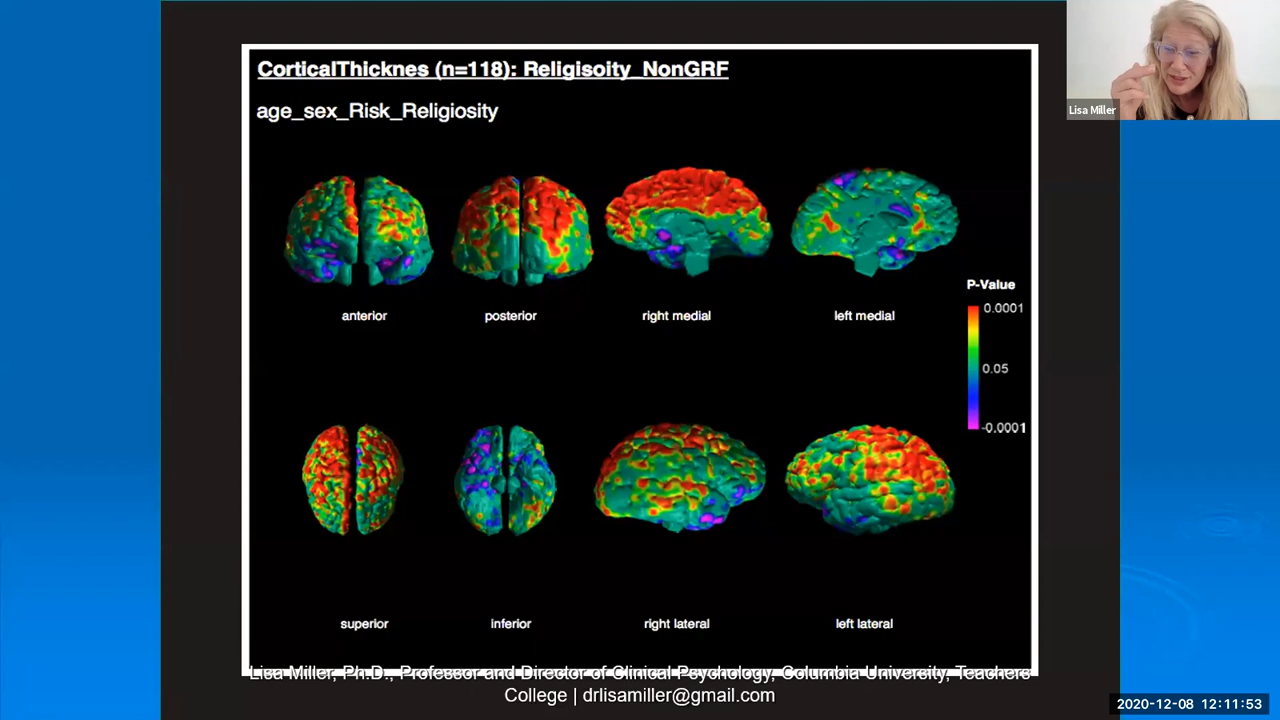 CorticalThicknes (n=118): Religisoity_NonGRF
age_sex_Risk_Religiosity
Lisa Miller
anterior
posterior
right medial
left medial
P-Value
0.0001
0.05
-0.0001
superior
inferior
right lateral
left lateral
Lisa Miller, Ph.D., Professor and Director of Clinical Psychology, Columbia University, Teachers
College | drlisamiller@gmail.com
2020-12-08 12:11:53